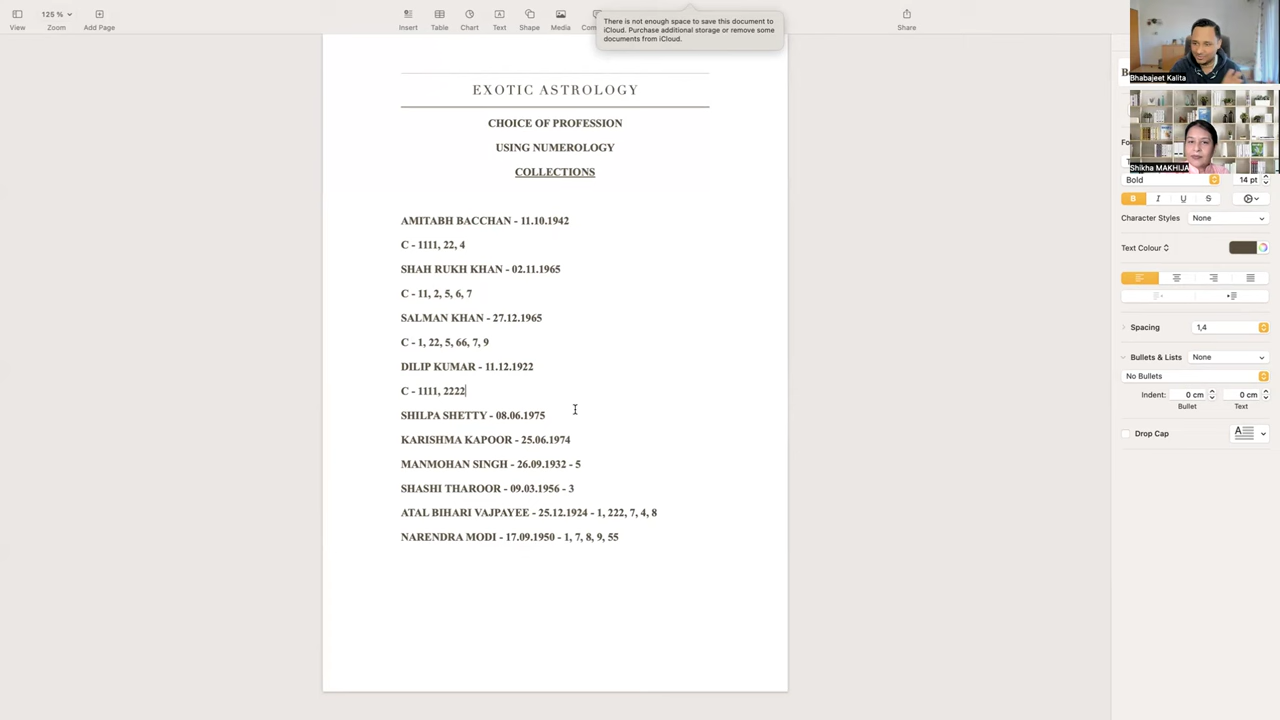 125 %
View
Zoom
Add Page
Insert
Table
Chart
Text
Shape
Media
There is not enough space to save this document to
iCloud. Purchase additional storage or remove some
documents from iCloud.
Share
Bhabajeet Kalita
Shikha MAKHIJA
EXOTIC ASTROLOGY
CHOICE OF PROFESSION
USING NUMEROLOGY
COLLECTIONS
AMITABH BACCHAN - 11.10.1942
C - 1111, 22, 4
SHAH RUKH KHAN - 02.11.1965
C - 11, 2, 5, 6, 7
SALMAN KHAN - 27.12.1965
C - 1, 22, 5, 66, 7, 9
DILIP KUMAR - 11.12.1922
C - 1111, 2222
SHILPA SHETTY - 08.06.1975
KARISHMA KAPOOR - 25.06.1974
MANMOHAN SINGH - 26.09.1932 - 5
SHASHI THAROOR - 09.03.1956 - 3
ATAL BIHARI VAJPAYEE - 25.12.1924 - 1, 222, 7, 4, 8
NARENDRA MODI - 17.09.1950 - 1, 7, 8, 9, 55
Bold
14 pt
B I U S
Character Styles
None
Text Colour
Spacing
1,4
Bullets & Lists
None
No Bullets
Indent:
0 cm
0 cm
Bullet
Text
Drop Cap